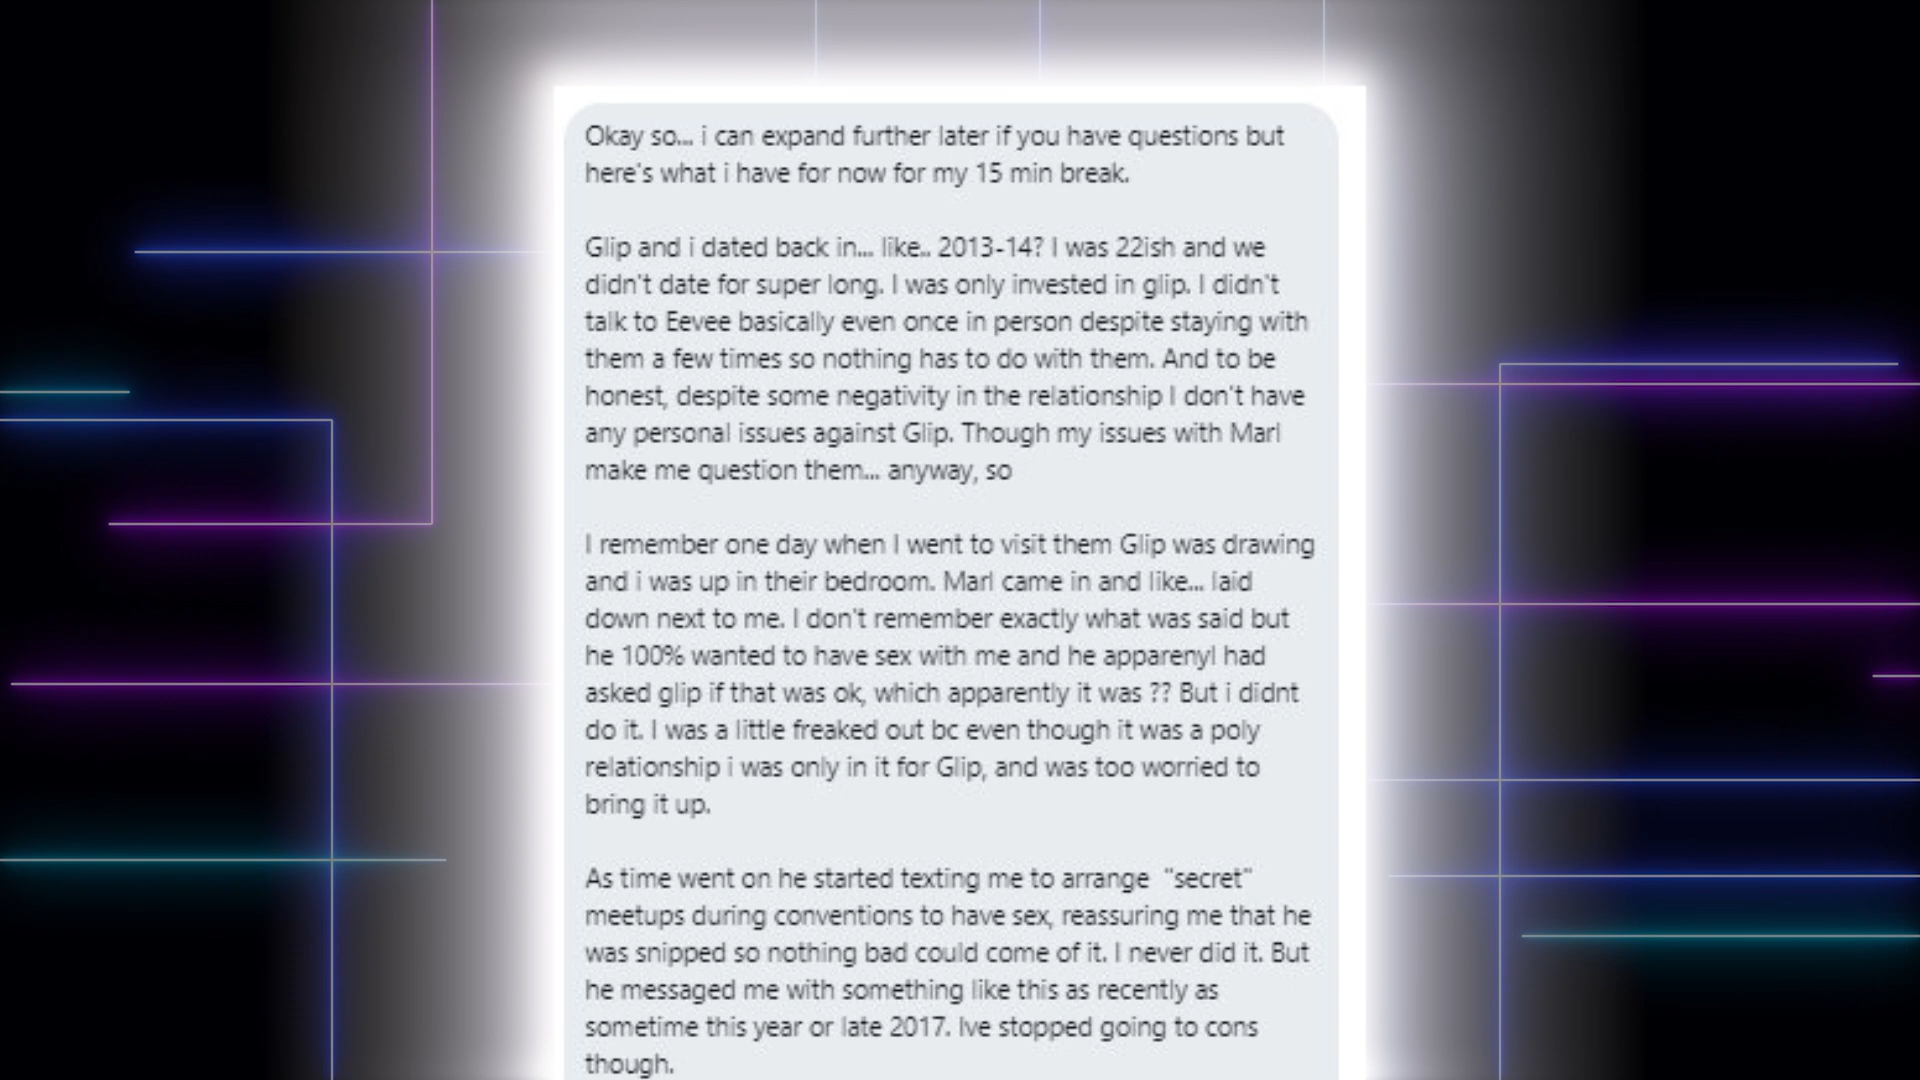 Okay so... i can expand further later if you have questions but
here's what i have for now for my 15 min break.
Glip and i dated back in... like.. 2013-14? I was 22ish and we
didn't date for super long. I was only invested in glip. I didn't
talk to Eevee basically even once in person despite staying with
them a few times so nothing has to do with them. And to be
honest, despite some negativity in the relationship I don't have
any personal issues against Glip. Though my issues with Marl
make me question them... anyway, so
I remember one day when I went to visit them Glip was drawing
and i was up in their bedroom. Marl came in and like... laid
down next to me. I don't remember exactly what was said but
he 100% wanted to have sex with me and he apparenyl had
asked glip if that was ok, which apparently it was ?? But i didnt
do it. I was a little freaked out bc even though it was a poly
relationship i was only in it for Glip, and was too worried to
bring it up.
As time went on he started texting me to arrange "secret"
meetups during conventions to have sex, reassuring me that he
was snipped so nothing bad could come of it. I never did it. But
he messaged me with something like this as recently as
sometime this year or late 2017. Ive stopped going to cons
though.